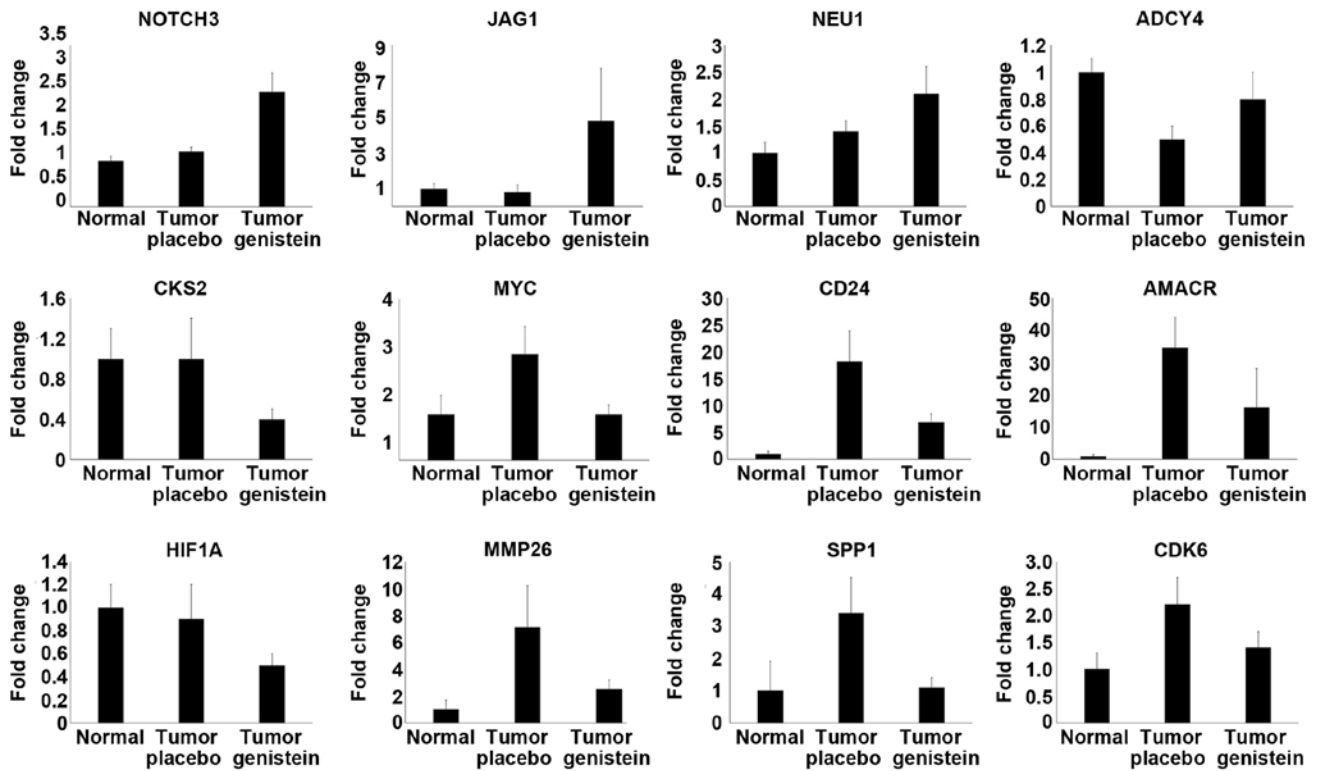 NOTCH3
Fold change
3.5
3
2.5
2
1.5
1
0.5
0
Normal Tumor Tumor
placebo genistein
JAG1
Fold change
9
7
5
3
1
Normal Tumor Tumor
placebo genistein
NEU1
Fold change
3
2.5
2
1.5
1
0.5
0
Normal Tumor Tumor
placebo genistein
ADCY4
Fold change
1.2
1
0.8
0.6
0.4
0.2
0
Normal Tumor Tumor
placebo genistein
CKS2
Fold change
1.6
1.2
0.8
0.4
0
Normal Tumor Tumor
placebo genistein
MYC
Fold change
4
3
2
1
Normal Tumor Tumor
placebo genistein
CD24
Fold change
30
25
20
15
10
5
0
Normal Tumor Tumor
placebo genistein
AMACR
Fold change
50
40
30
20
10
0
Normal Tumor Tumor
placebo genistein
HIF1A
Fold change
1.4
1.2
1.0
0.8
0.6
0.4
0.2
0
Normal Tumor Tumor
placebo genistein
MMP26
Fold change
12
10
8
6
4
2
0
Normal Tumor Tumor
placebo genistein
SPP1
Fold change
5
4
3
2
1
0
Normal Tumor Tumor
placebo genistein
CDK6
Fold change
3.0
2.5
2.0
1.5
1.0
0.5
0
Normal Tumor Tumor
placebo genistein